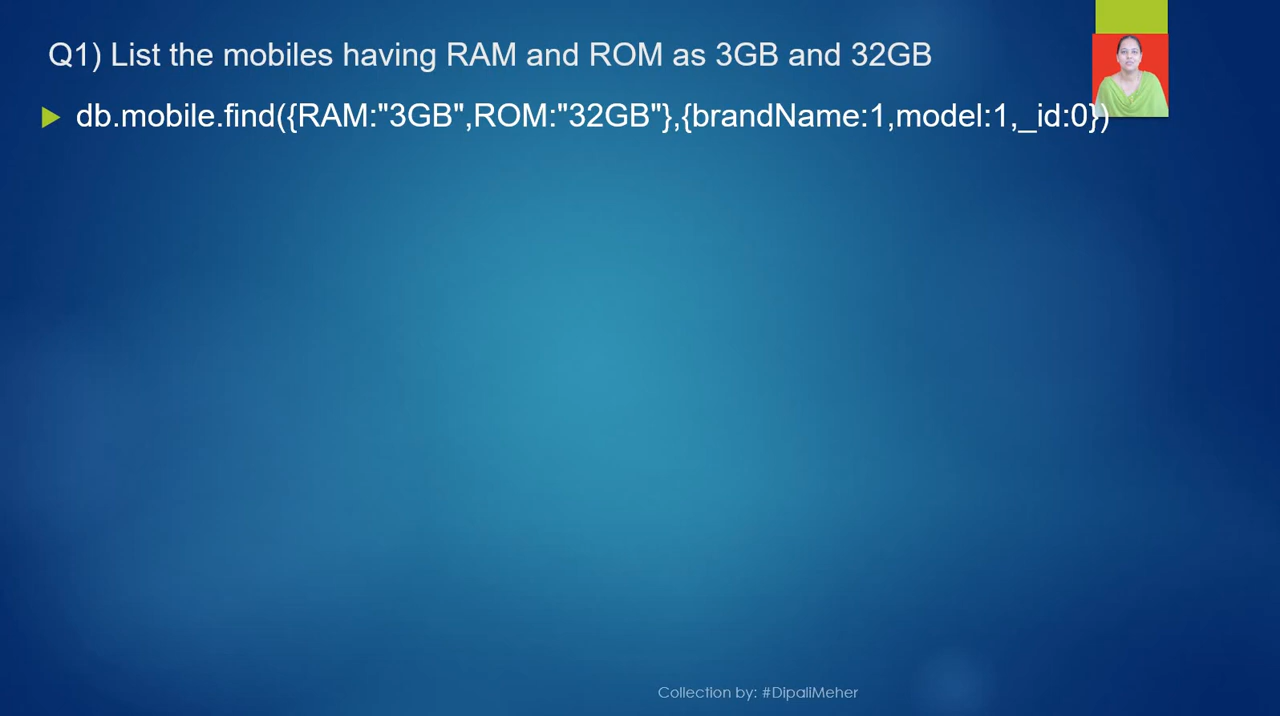 Q1) List the mobiles having RAM and ROM as 3GB and 32GB
db.mobile.find({RAM:"3GB",ROM:"32GB"},{brandName:1,model:1,_id:0})
Collection by: #DipaliMeher